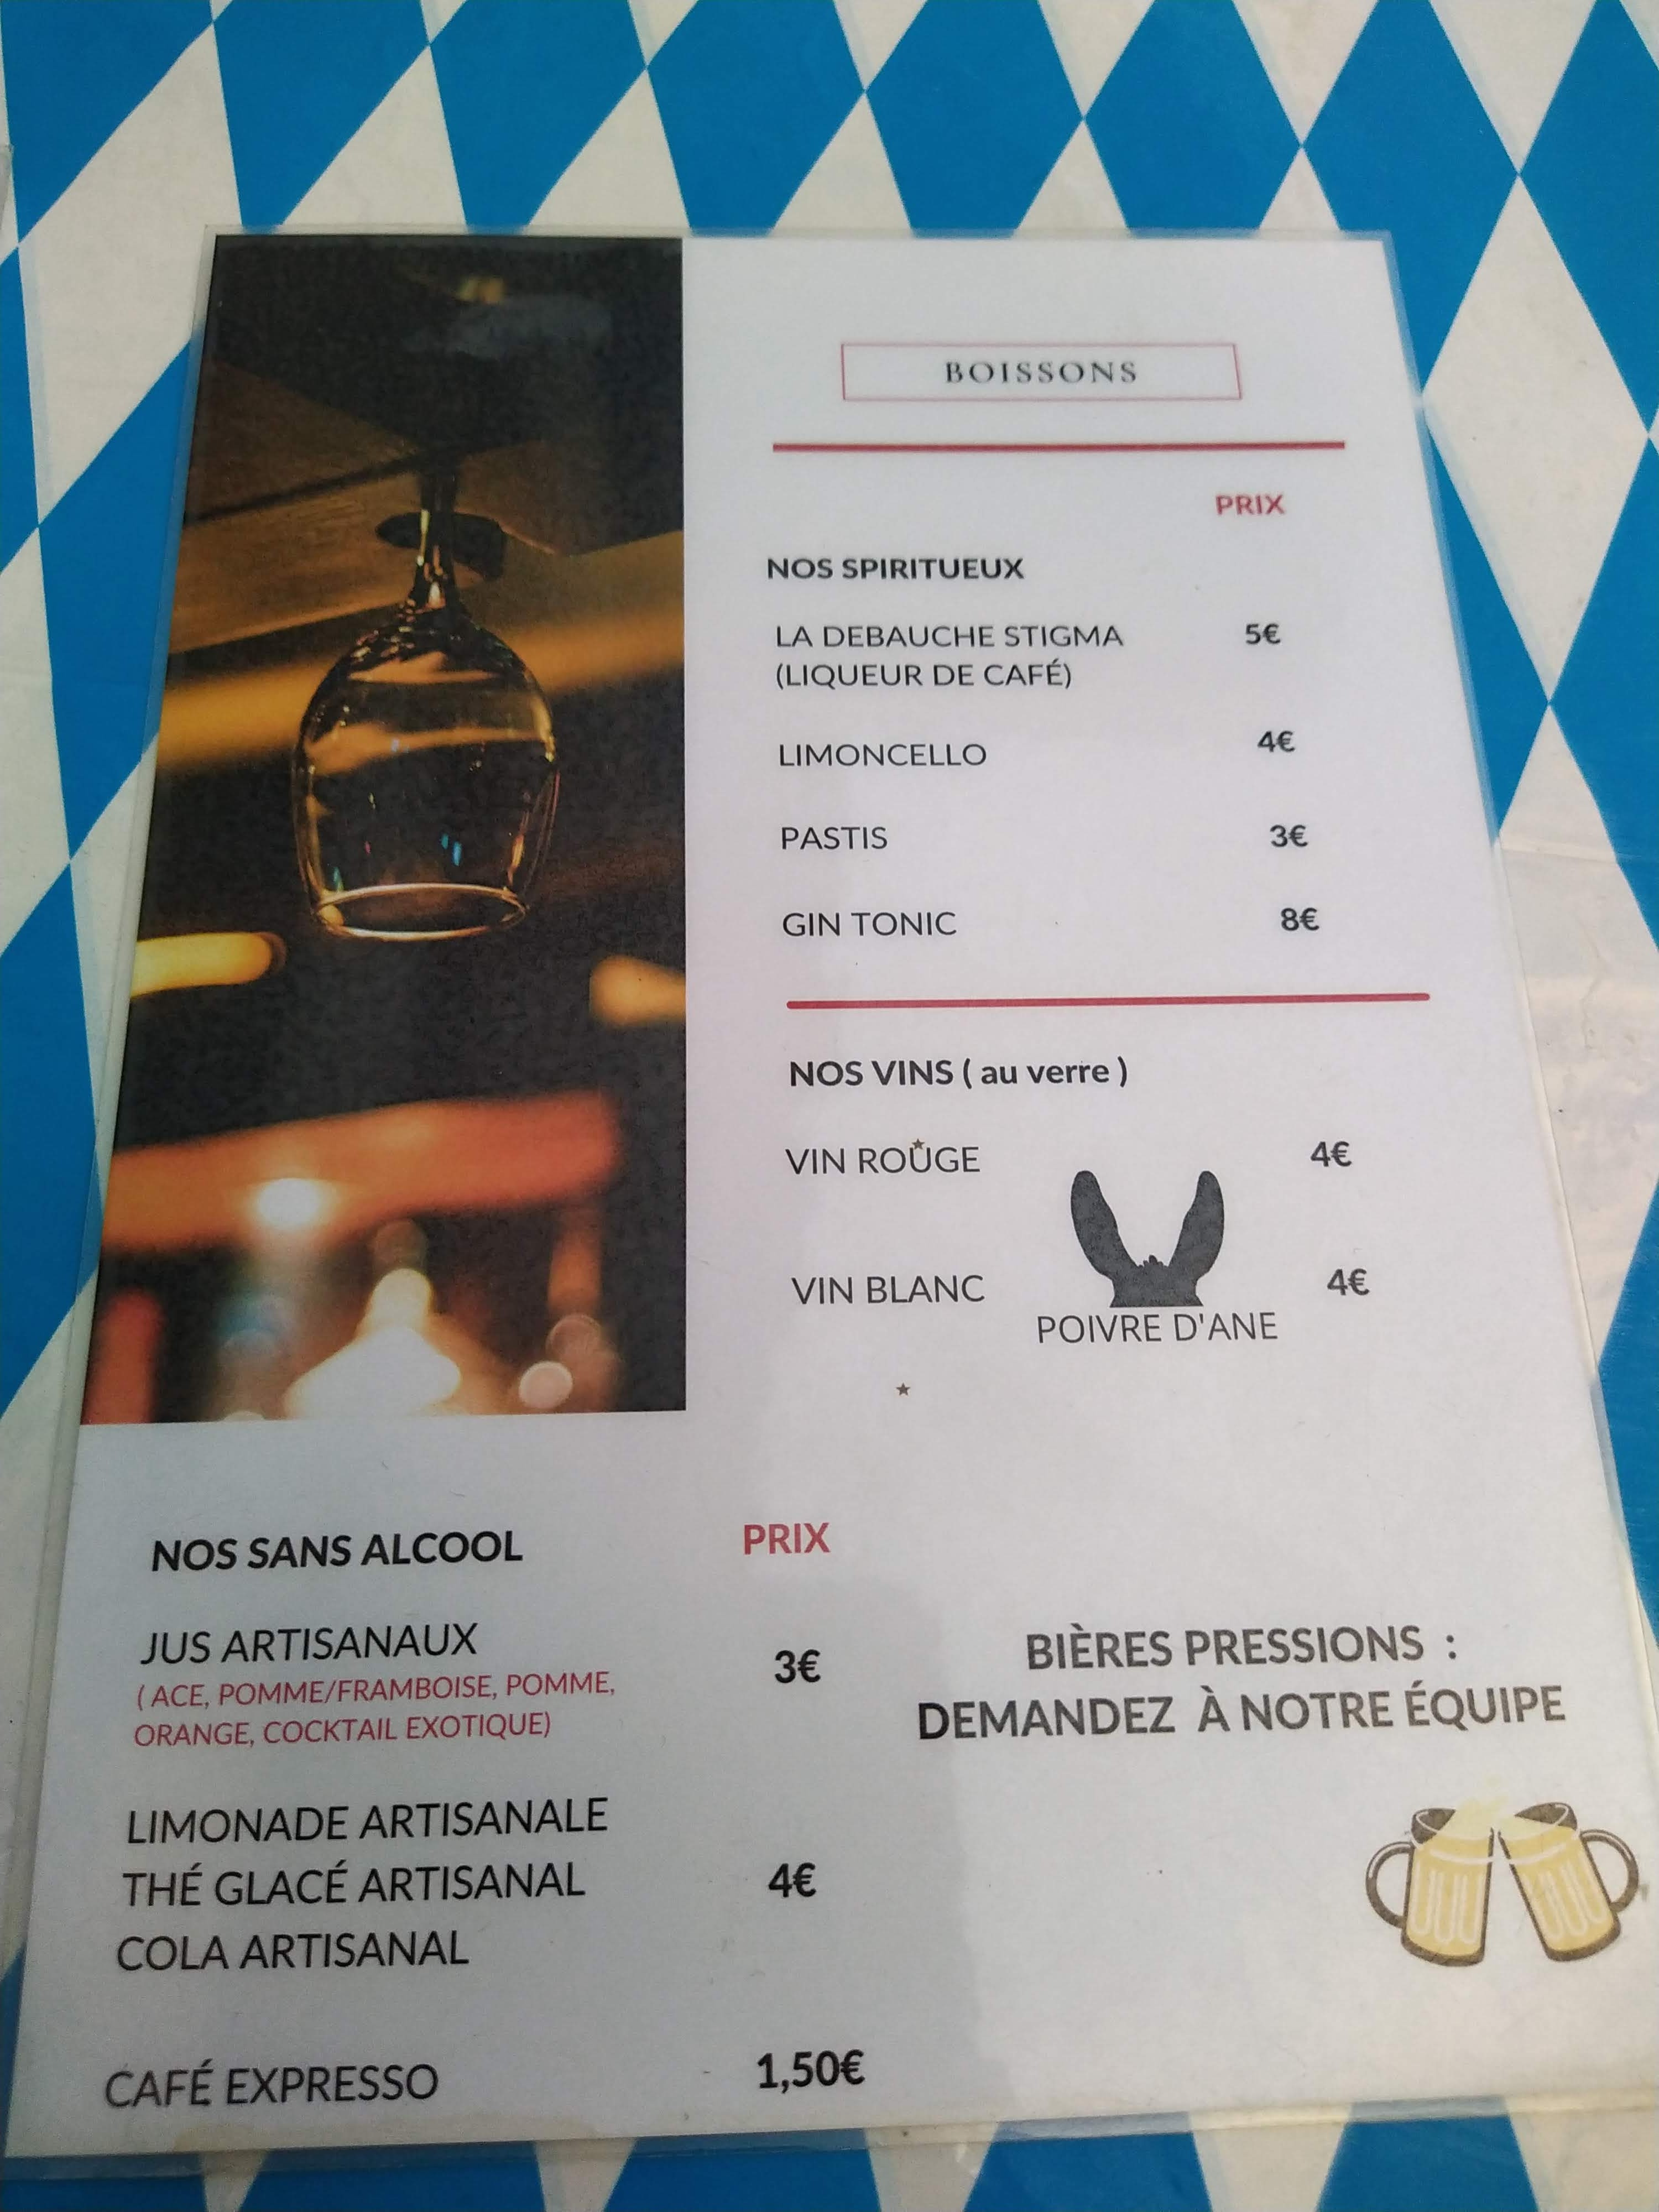 BOISSONS
PRIX
NOS SPIRITUEUX
LA DEBAUCHE STIGMA 5€
(LIQUEUR DE CAFÉ)
LIMONCELLO 4€
PASTIS 3€
GIN TONIC 8€
NOS VINS ( au verre )
VIN ROUGE 4€
VIN BLANC 4€
POIVRE D'ANE
NOS SANS ALCOOL PRIX
JUS ARTISANAUX 3€
( ACE, POMME/FRAMBOISE, POMME,
ORANGE, COCKTAIL EXOTIQUE)
LIMONADE ARTISANALE
THÉ GLACÉ ARTISANAL 4€
COLA ARTISANAL
CAFÉ EXPRESSO 1,50€
BIÈRES PRESSIONS :
DEMANDEZ À NOTRE ÉQUIPE